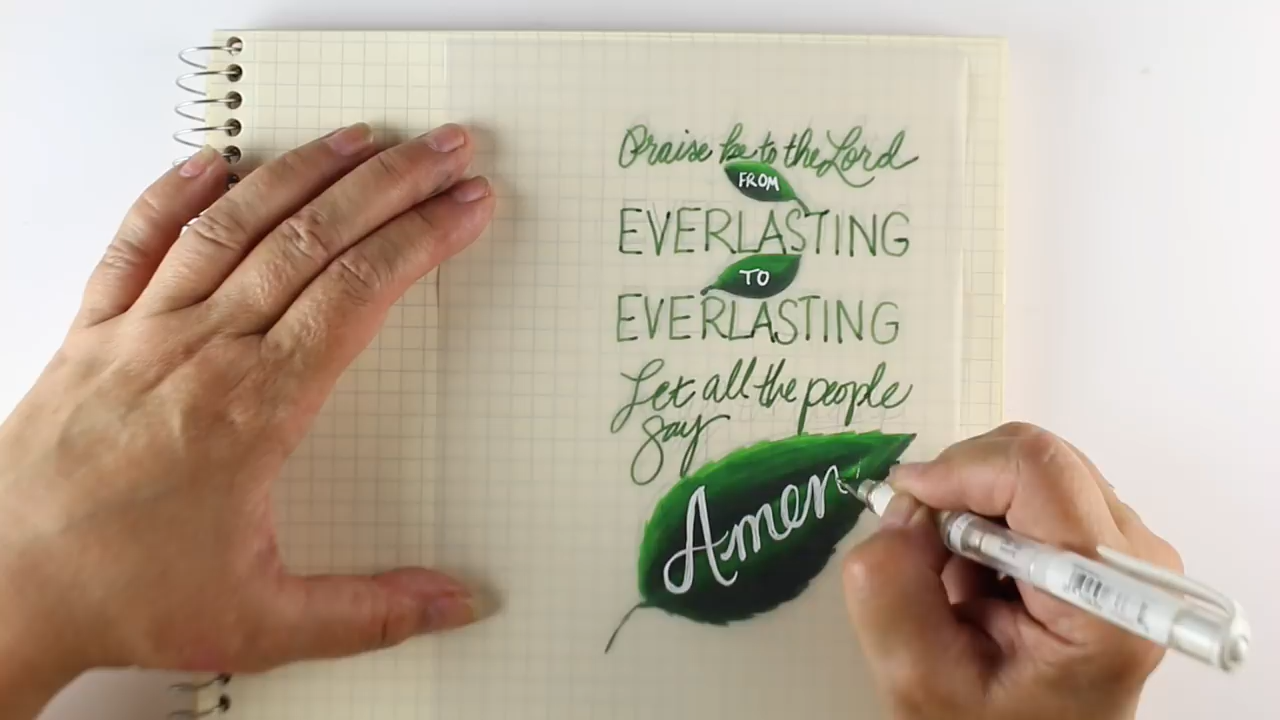 Praise be to the Lord
FROM
EVERLASTING
TO
EVERLASTING
Let all the people
say
Amen